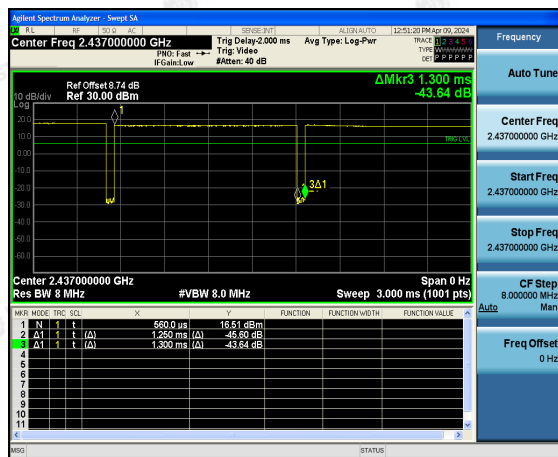 Agilent Spectrum Analyzer - Swept SA
RL RF 50 Ω AC SENSE:INT ALIGN AUTO 12:51:20 PM Apr 09, 2024
Center Freq 2.437000000 GHz
PNO: Fast
IFGain:Low
Trig Delay-2.000 ms
Trig: Video
#Atten: 40 dB
Avg Type: Log-Pwr
TRACE 1 2 3 4 5 6
TYPE
DET P P P P P P
Ref Offset 8.74 dB
Ref 30.00 dBm
10 dB/div
Log
ΔMkr3 1.300 ms
-43.64 dB
20.0
10.0
0.00
-10.0
-20.0
-30.0
-40.0
-50.0
-60.0
1
TRIG LVL
3Δ1
Center 2.437000000 GHz
Res BW 8 MHz
#VBW 8.0 MHz
Span 0 Hz
Sweep 3.000 ms (1001 pts)
MKR MODE TRC SCL X Y FUNCTION FUNCTION WIDTH FUNCTION VALUE
1 N 1 t 560.0 µs 16.51 dBm
2 Δ1 1 t (Δ) 1.250 ms (Δ) -45.60 dB
3 Δ1 1 t (Δ) 1.300 ms (Δ) -43.64 dB
4
5
6
7
8
9
10
11
MSG STATUS
Frequency
Auto Tune
Center Freq
2.437000000 GHz
Start Freq
2.437000000 GHz
Stop Freq
2.437000000 GHz
CF Step
8.000000 MHz
Auto Man
Freq Offset
0 Hz